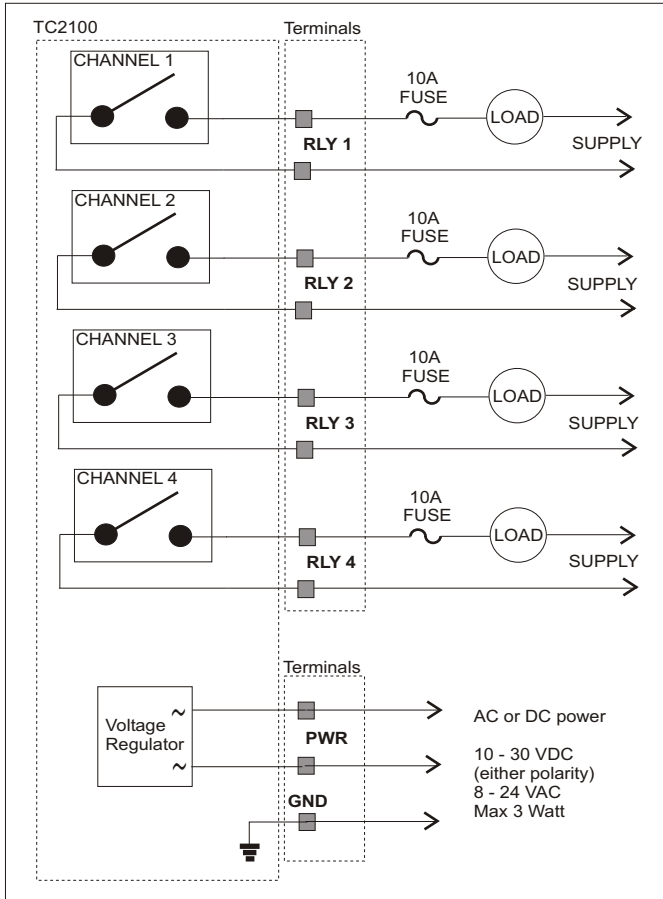 TC2100
Terminals
CHANNEL 1
10A
FUSE
LOAD
RLY 1
SUPPLY
CHANNEL 2
10A
FUSE
LOAD
RLY 2
SUPPLY
CHANNEL 3
10A
FUSE
LOAD
RLY 3
SUPPLY
CHANNEL 4
10A
FUSE
LOAD
RLY 4
SUPPLY
Terminals
Voltage
Regulator
~
~
PWR
GND
AC or DC power
10 - 30 VDC
(either polarity)
8 - 24 VAC
Max 3 Watt